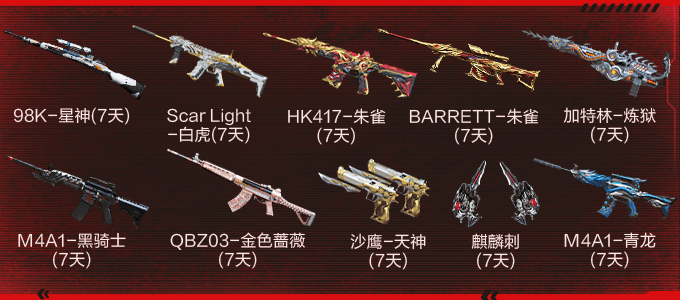 98K-星神(7天)
Scar Light
-白虎(7天)
HK417-朱雀
(7天)
BARRETT-朱雀
(7天)
加特林-炼狱
(7天)
M4A1-黑骑士
(7天)
QBZ03-金色蔷薇
(7天)
沙鹰-天神
(7天)
麒麟刺
(7天)
M4A1-青龙
(7天)